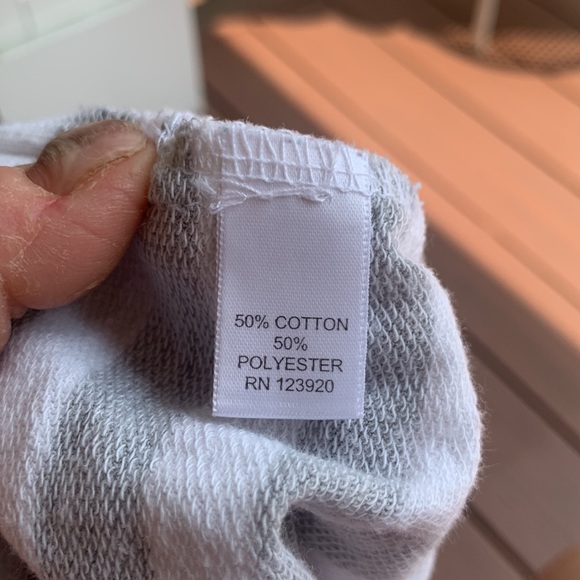 50% COTTON
50%
POLYESTER
RN 123920